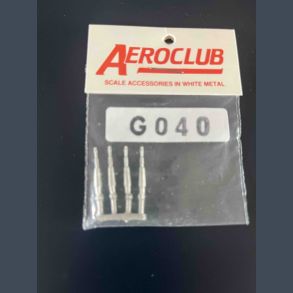 AEROCLUB
SCALE ACCESSORIES IN WHITE METAL
G040